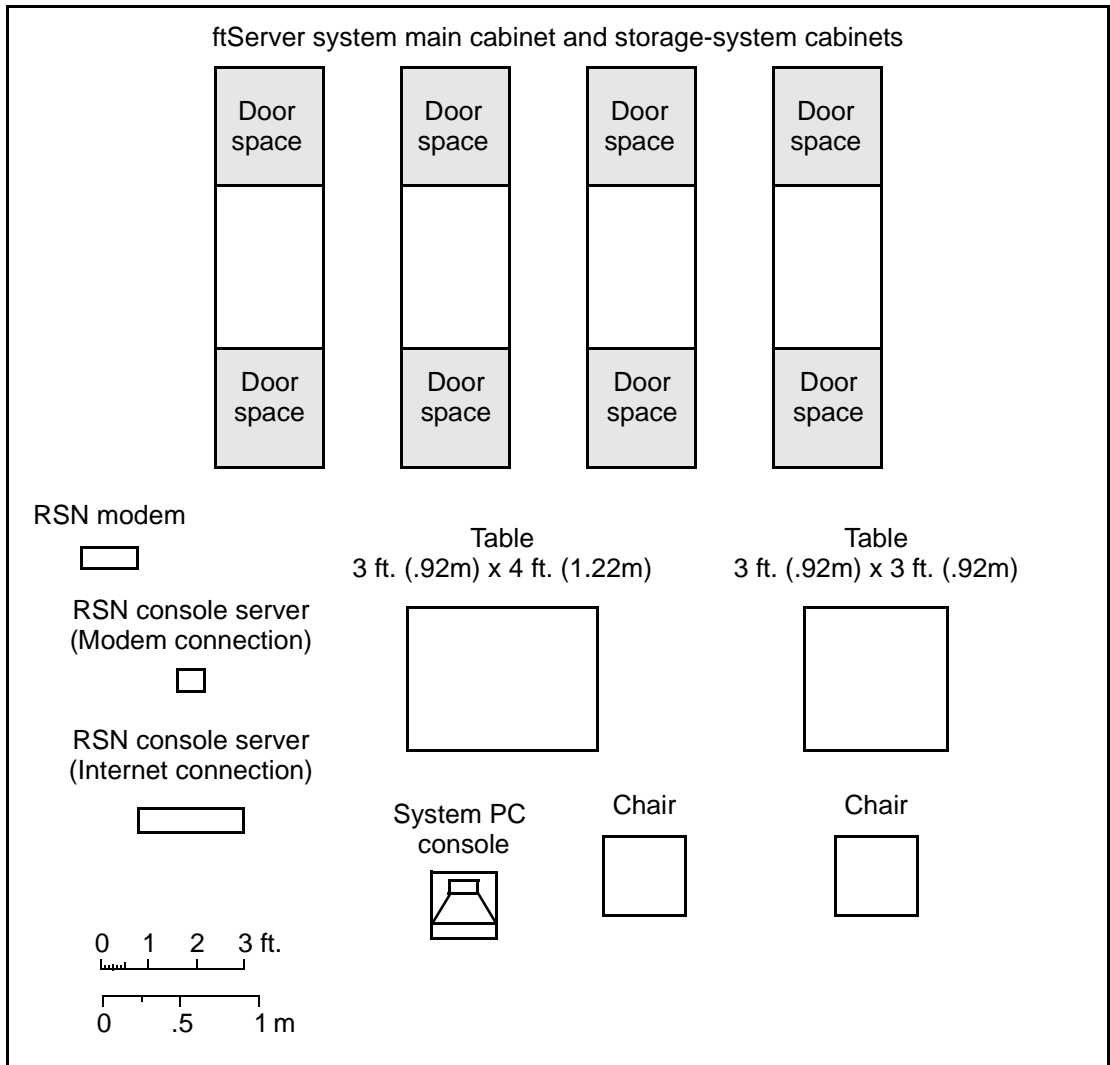 ftServer system main cabinet and storage-system cabinets
Door
space
Door
space
Door
space
Door
space
Door
space
Door
space
Door
space
Door
space
RSN modem
Table
3 ft. (.92m) x 4 ft. (1.22m)
Table
3 ft. (.92m) x 3 ft. (.92m)
RSN console server
(Modem connection)
RSN console server
(Internet connection)
System PC
console
Chair
Chair
0 1 2 3 ft.
0 .5 1 m